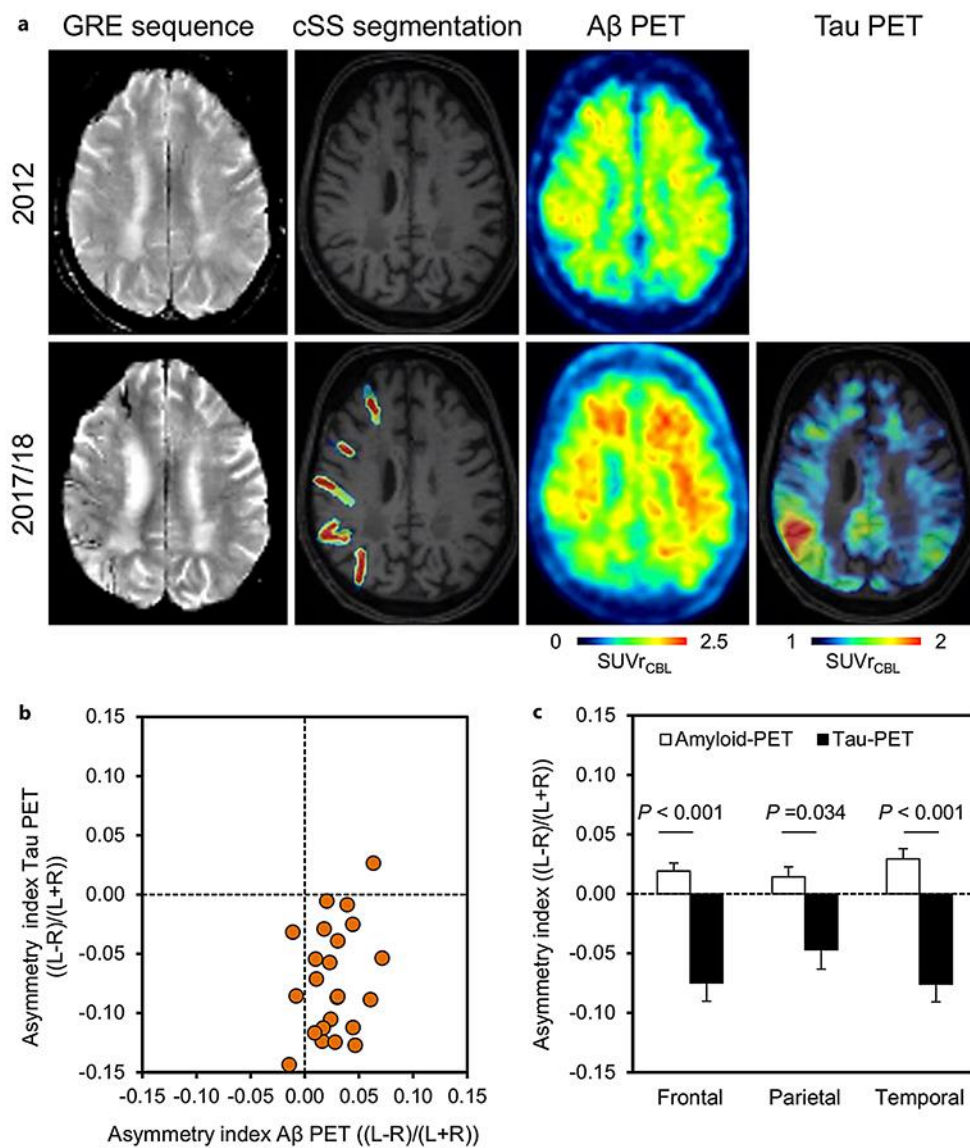 a
GRE sequence
cSS segmentation
Aβ PET
Tau PET
2012
2017/18
0
2.5
SUVrCBL
1
2
SUVrCBL
b
Asymmetry index Tau PET
((L-R)/(L+R))
0.15
0.10
0.05
0.00
-0.05
-0.10
-0.15
-0.15
0.10
0.05
0.00
0.05
0.10
0.15
Asymmetry index Aβ PET ((L-R)/(L+R))
c
Asymmetry index ((L-R)/(L+R))
0.15
0.10
0.05
0.00
-0.05
-0.10
-0.15
Amyloid-PET
Tau-PET
P < 0.001
P =0.034
P < 0.001
Frontal
Parietal
Temporal